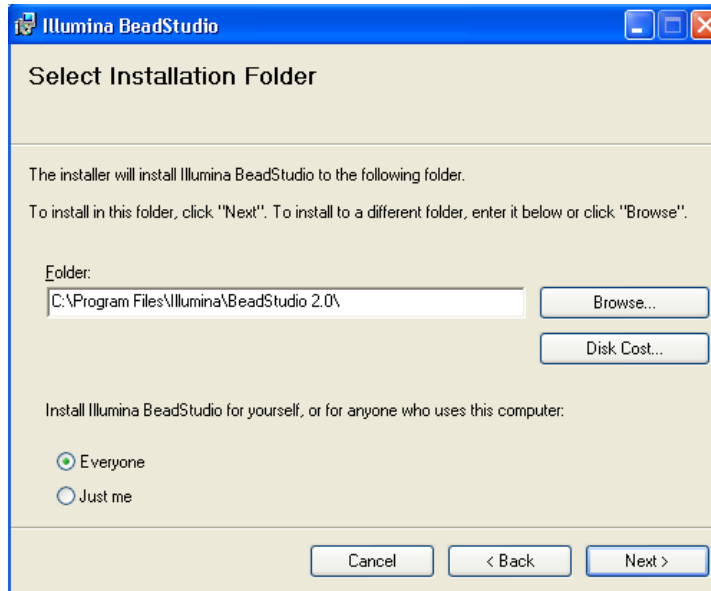 Illumina BeadStudio
Select Installation Folder
The installer will install Illumina BeadStudio to the following folder.
To install in this folder, click "Next". To install to a different folder, enter it below or click "Browse".
Folder:
C:\Program Files\Illumina\BeadStudio 2.0\
Browse...
Disk Cost...
Install Illumina BeadStudio for yourself, or for anyone who uses this computer:
Everyone
Just me
Cancel
< Back
Next >